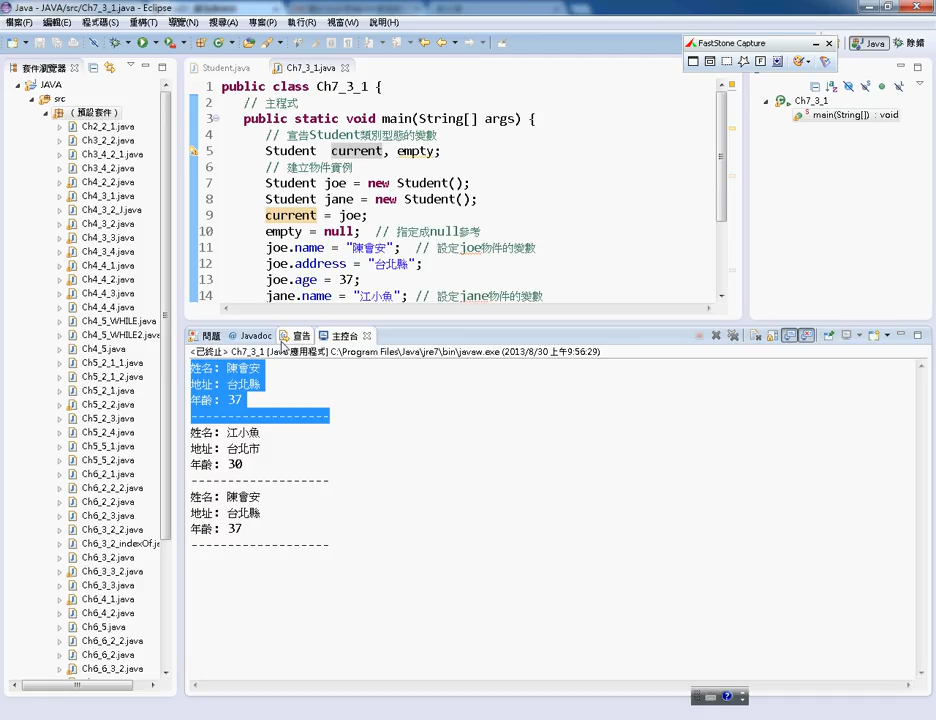 Java - JAVA/src/Ch7_3_1.java - Eclipse
檔案(F) 編輯(E) 程式碼(S) 重構(T) 導覽(N) 搜尋(A) 專案(P) 執行(R) 視窗(W) 說明(H)
FastStone Capture
Java 除錯
套件瀏覽器
JAVA
src
(預設套件)
Ch2_2_1.java
Ch3_2_2.java
Ch3_4_2_1.java
Ch3_4_2.java
Ch4_2_2.java
Ch4_3_1.java
Ch4_3_2_J.java
Ch4_3_2.java
Ch4_3_3.java
Ch4_3_4.java
Ch4_4_1.java
Ch4_4_2.java
Ch4_4_3.java
Ch4_4_4.java
Ch4_5_WHILE.java
Ch4_5_WHILE2.java
Ch4_5.java
Ch5_2_1_1.java
Ch5_2_1_2.java
Ch5_2_1.java
Ch5_2_2.java
Ch5_2_3.java
Ch5_2_4.java
Ch5_5_1.java
Ch5_5_2.java
Ch6_2_1.java
Ch6_2_2_2.java
Ch6_2_2.java
Ch6_2_3.java
Ch6_3_2_2.java
Ch6_3_2_indexOf.ja
Ch6_3_2.java
Ch6_3_3_2.java
Ch6_3_3.java
Ch6_4_1.java
Ch6_4_2.java
Ch6_5.java
Ch6_6_2_2.java
Ch6_6_2.java
Ch6_6_3_2.java
Student.java Ch7_3_1.java
1 public class Ch7_3_1 {
2 // 主程式
3 public static void main(String[] args) {
4 // 宣告Student類別型態的變數
5 Student current, empty;
6 // 建立物件實例
7 Student joe = new Student();
8 Student jane = new Student();
9 current = joe;
10 empty = null; // 指定成null參考
11 joe.name = "陳會安"; // 設定joe物件的變數
12 joe.address = "台北縣";
13 joe.age = 37;
14 jane.name = "江小魚"; // 設定jane物件的變數
Ch7_3_1
main(String[]) : void
問題 @ Javadoc 宣告 主控台
<已終止> Ch7_3_1 [Java 應用程式] C:\Program Files\Java\jre7\bin\javaw.exe (2013/8/30 上午9:56:29)
姓名: 陳會安
地址: 台北縣
年齡: 37
-------------------
姓名: 江小魚
地址: 台北市
年齡: 30
-------------------
姓名: 陳會安
地址: 台北縣
年齡: 37
-------------------